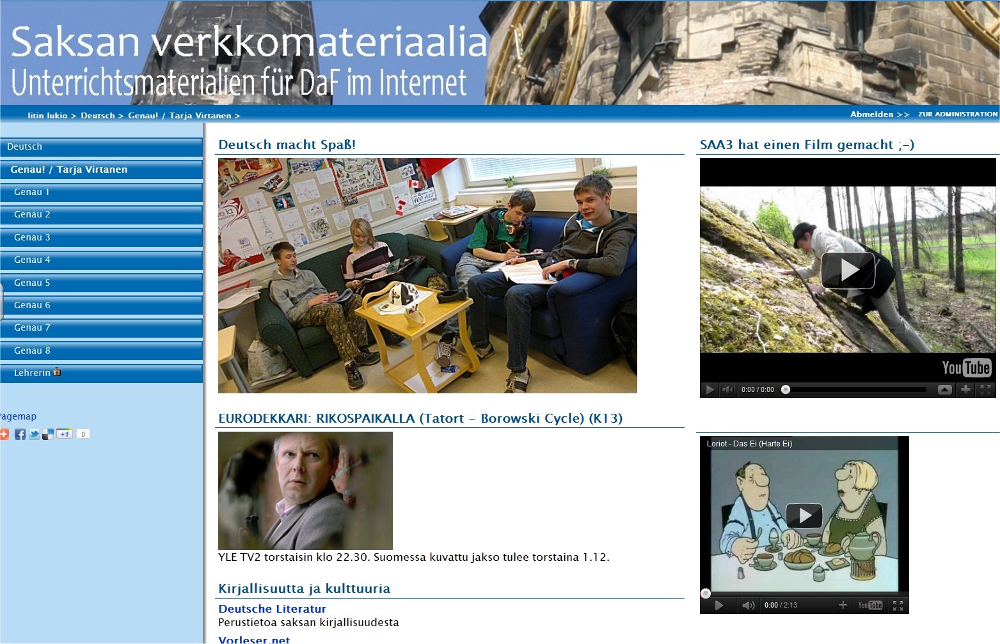 Saksan verkkomateriaalia
Unterrichtsmaterialien für DaF im Internet
Iitin lukio > Deutsch > Genau! / Tarja Virtanen >
Abmelden >> ZUR ADMINISTRATION
Deutsch
Genau! / Tarja Virtanen
Genau 1
Genau 2
Genau 3
Genau 4
Genau 5
Genau 6
Genau 7
Genau 8
Lehrerin
Pagemap
+1 0
Deutsch macht Spaß!
400 ANS
EURODEKKARI: RIKOSPAIKALLA (Tatort - Borowski Cycle) (K13)
YLE TV2 torstaisin klo 22.30. Suomessa kuvattu jakso tulee torstaina 1.12.
Kirjallisuutta ja kulttuuria
Deutsche Literatur
Perustietoa saksan kirjallisuudesta
Vorleser.net
SAA3 hat einen Film gemacht ;-)
YouTube
0:00 / 0:00
Loriot - Das Ei (Harte Ei)
0:00 / 2:13
YouTube